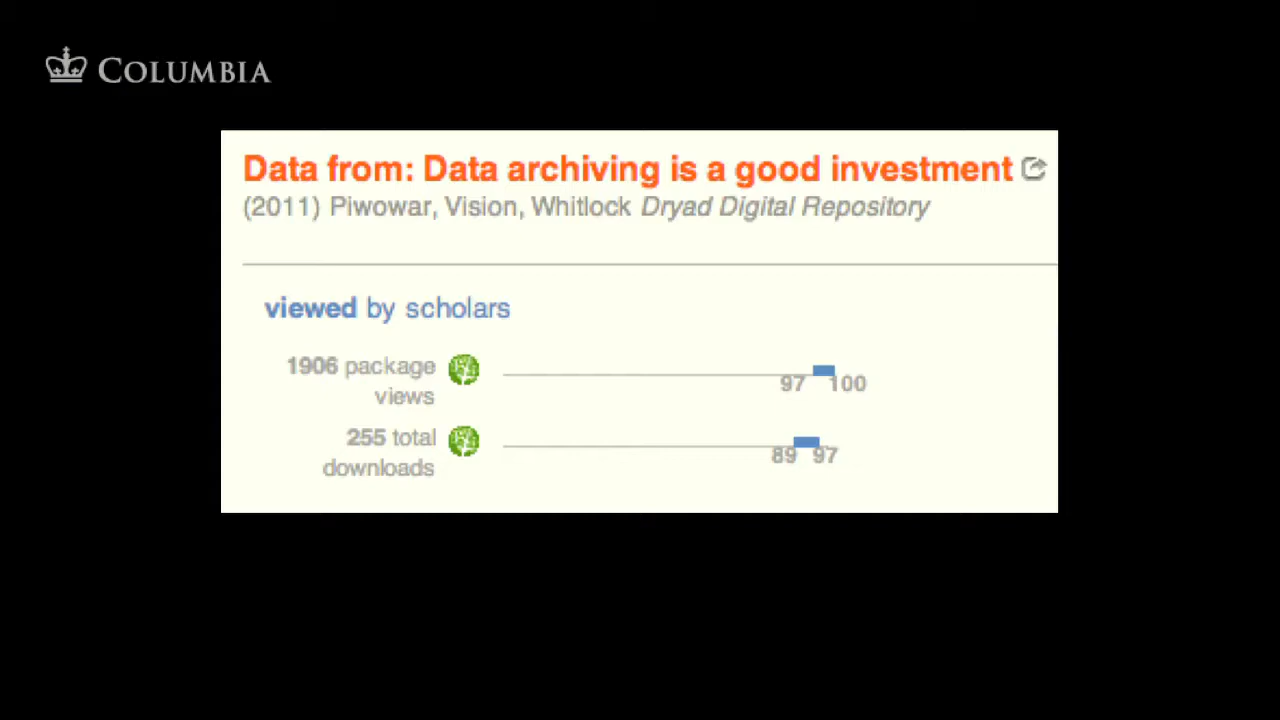 COLUMBIA
Data from: Data archiving is a good investment
(2011) Piwowar, Vision, Whitlock Dryad Digital Repository
viewed by scholars
1906 package
views
97 100
255 total
downloads
89 97